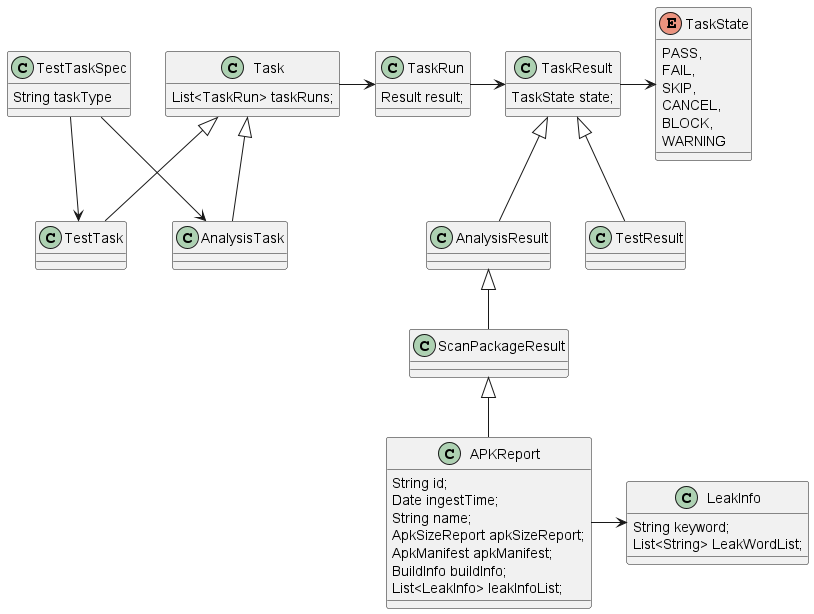 E TaskState
PASS,
FAIL,
SKIP,
CANCEL,
BLOCK,
WARNING
C TestTaskSpec
String taskType
C Task
List<TaskRun> taskRuns;
C TaskRun
Result result;
C TaskResult
TaskState state;
C TestTask
C AnalysisTask
C AnalysisResult
C TestResult
C ScanPackageResult
C APKReport
String id;
Date ingestTime;
String name;
ApkSizeReport apkSizeReport;
ApkManifest apkManifest;
BuildInfo buildInfo;
List<LeakInfo> leakInfoList;
C LeakInfo
String keyword;
List<String> LeakWordList;